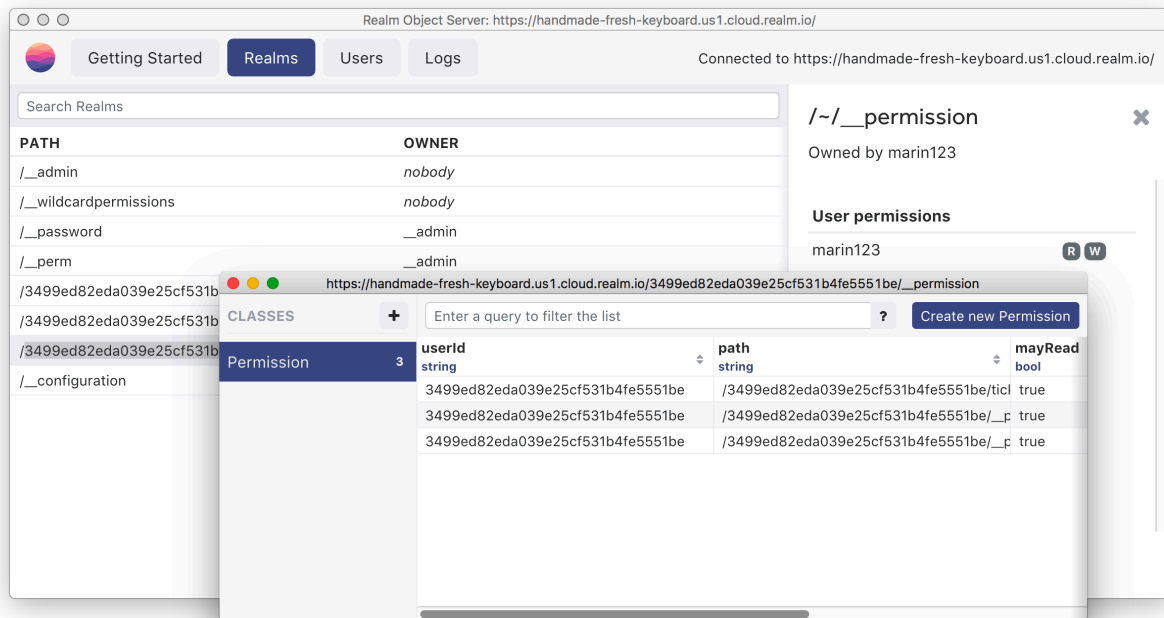 Realm Object Server: https://handmade-fresh-keyboard.us1.cloud.realm.io/
Getting Started Realms Users Logs Connected to https://handmade-fresh-keyboard.us1.cloud.realm.io/
Search Realms
PATH OWNER
/__admin nobody
/__wildcardpermissions nobody
/__password __admin
/__perm __admin
/3499ed82eda039e25cf531b
/3499ed82eda039e25cf531b
/3499ed82eda039e25cf531b
/__configuration
/~/__permission
Owned by marin123
User permissions
marin123 R W
https://handmade-fresh-keyboard.us1.cloud.realm.io/3499ed82eda039e25cf531b4fe5551be/__permission
CLASSES + Enter a query to filter the list ? Create new Permission
Permission 3
userId path mayRead
string string bool
3499ed82eda039e25cf531b4fe5551be /3499ed82eda039e25cf531b4fe5551be/tick true
3499ed82eda039e25cf531b4fe5551be /3499ed82eda039e25cf531b4fe5551be/__p true
3499ed82eda039e25cf531b4fe5551be /3499ed82eda039e25cf531b4fe5551be/__p true